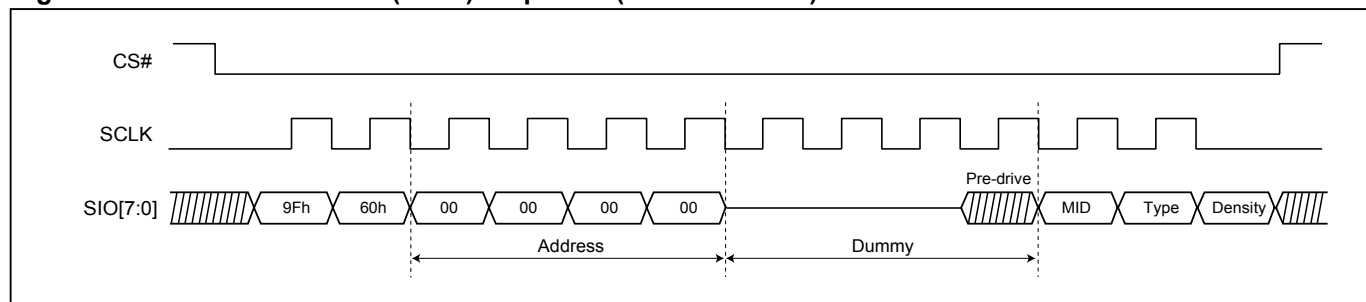 CS#
SCLK
Pre-drive
SIO[7:0] 9Fh 60h 00 00 00 00 MID Type Density
Address Dummy